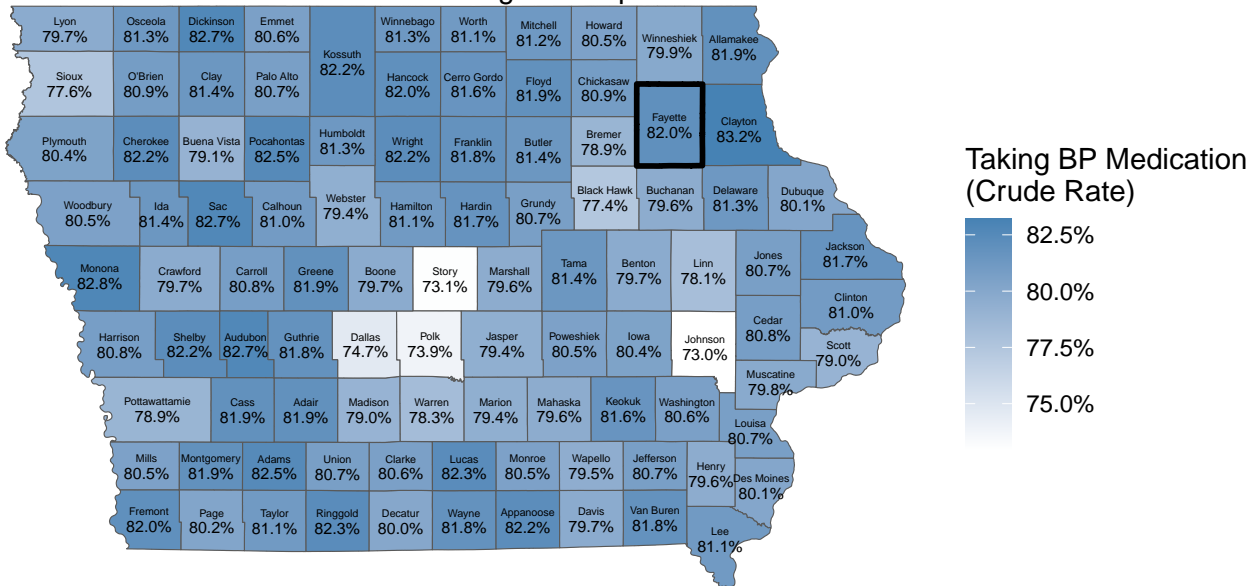 Lyon
79.7%
Osceola
81.3%
Dickinson
82.7%
Emmet
80.6%
Kossuth
82.2%
Winnebago
81.3%
Worth
81.1%
Mitchell
81.2%
Howard
80.5%
Winneshiek
79.9%
Allamakee
81.9%
Sioux
77.6%
O'Brien
80.9%
Clay
81.4%
Palo Alto
80.7%
Hancock
82.0%
Cerro Gordo
81.6%
Floyd
81.9%
Chickasaw
80.9%
Fayette
82.0%
Clayton
83.2%
Plymouth
80.4%
Cherokee
82.2%
Buena Vista
79.1%
Pocahontas
82.5%
Humboldt
81.3%
Wright
82.2%
Franklin
81.8%
Butler
81.4%
Bremer
78.9%
Woodbury
80.5%
Ida
81.4%
Sac
82.7%
Calhoun
81.0%
Webster
79.4%
Hamilton
81.1%
Hardin
81.7%
Grundy
80.7%
Black Hawk
77.4%
Buchanan
79.6%
Delaware
81.3%
Dubuque
80.1%
Monona
82.8%
Crawford
79.7%
Carroll
80.8%
Greene
81.9%
Boone
79.7%
Story
73.1%
Marshall
79.6%
Tama
81.4%
Benton
79.7%
Linn
78.1%
Jones
80.7%
Jackson
81.7%
Clinton
81.0%
Harrison
80.8%
Shelby
82.2%
Audubon
82.7%
Guthrie
81.8%
Dallas
74.7%
Polk
73.9%
Jasper
79.4%
Poweshiek
80.5%
Iowa
80.4%
Johnson
73.0%
Cedar
80.8%
Scott
79.0%
Muscatine
79.8%
Pottawattamie
78.9%
Cass
81.9%
Adair
81.9%
Madison
79.0%
Warren
78.3%
Marion
79.4%
Mahaska
79.6%
Keokuk
81.6%
Washington
80.6%
Louisa
80.7%
Mills
80.5%
Montgomery
81.9%
Adams
82.5%
Union
80.7%
Clarke
80.6%
Lucas
82.3%
Monroe
80.5%
Wapello
79.5%
Jefferson
80.7%
Henry
79.6%
Des Moines
80.1%
Fremont
82.0%
Page
80.2%
Taylor
81.1%
Ringgold
82.3%
Decatur
80.0%
Wayne
81.8%
Appanoose
82.2%
Davis
79.7%
Van Buren
81.8%
Lee
81.1%
Taking BP Medication
(Crude Rate)
82.5%
80.0%
77.5%
75.0%